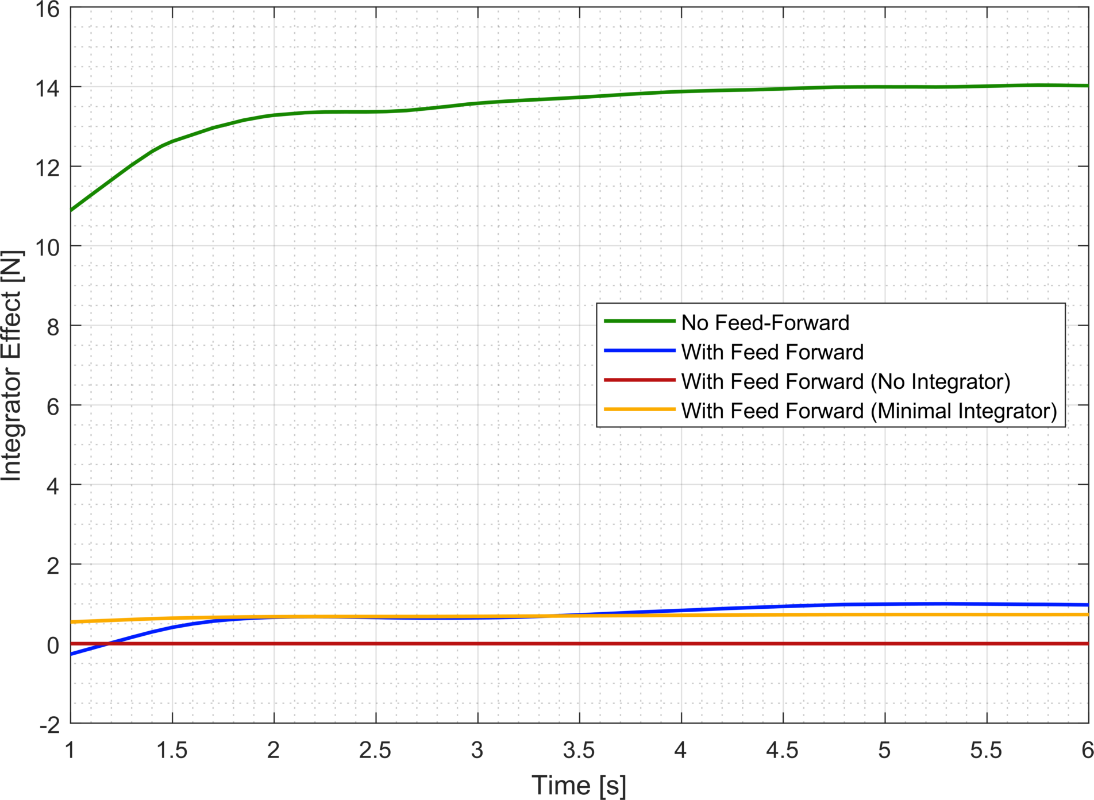 16
14
12
10
8
6
4
2
0
-2
Integrator Effect [N]
No Feed-Forward
With Feed Forward
With Feed Forward (No Integrator)
With Feed Forward (Minimal Integrator)
1 1.5 2 2.5 3 3.5 4 4.5 5 5.5 6
Time [s]